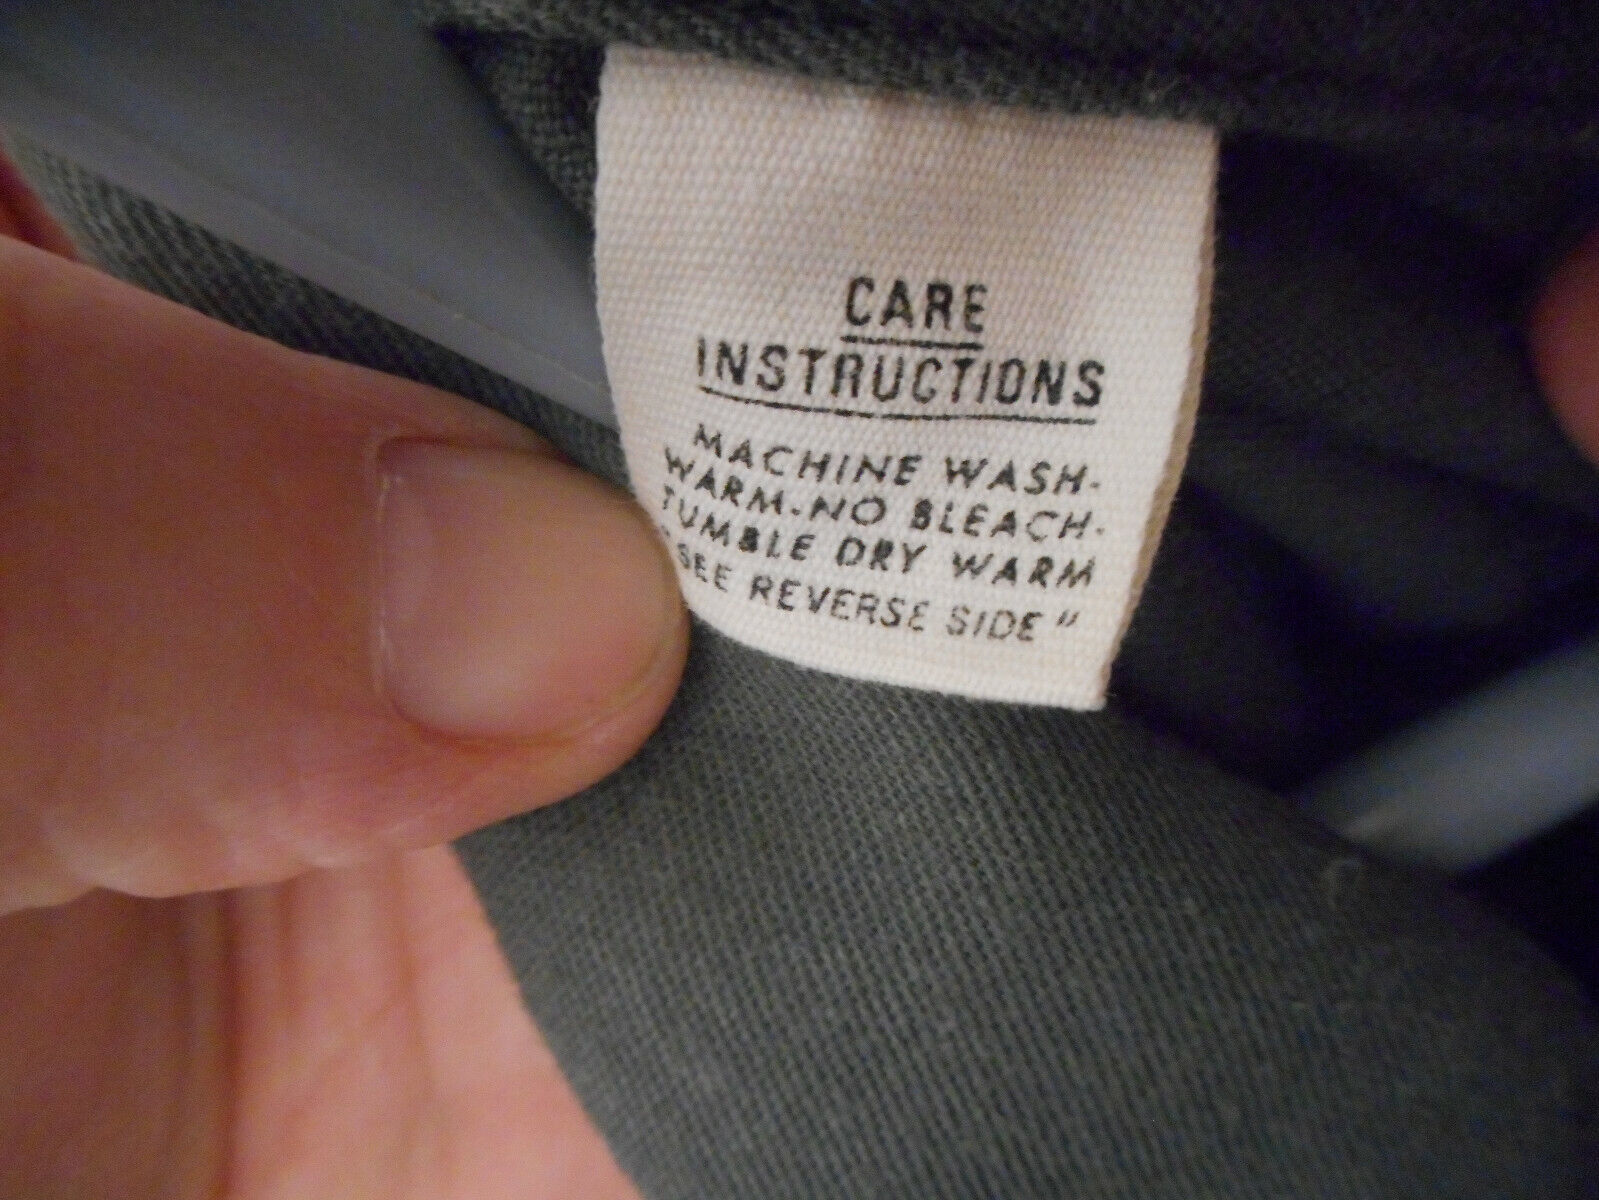 CARE
INSTRUCTIONS
MACHINE WASH-
WARM-NO BLEACH-
TUMBLE DRY WARM
"SEE REVERSE SIDE"